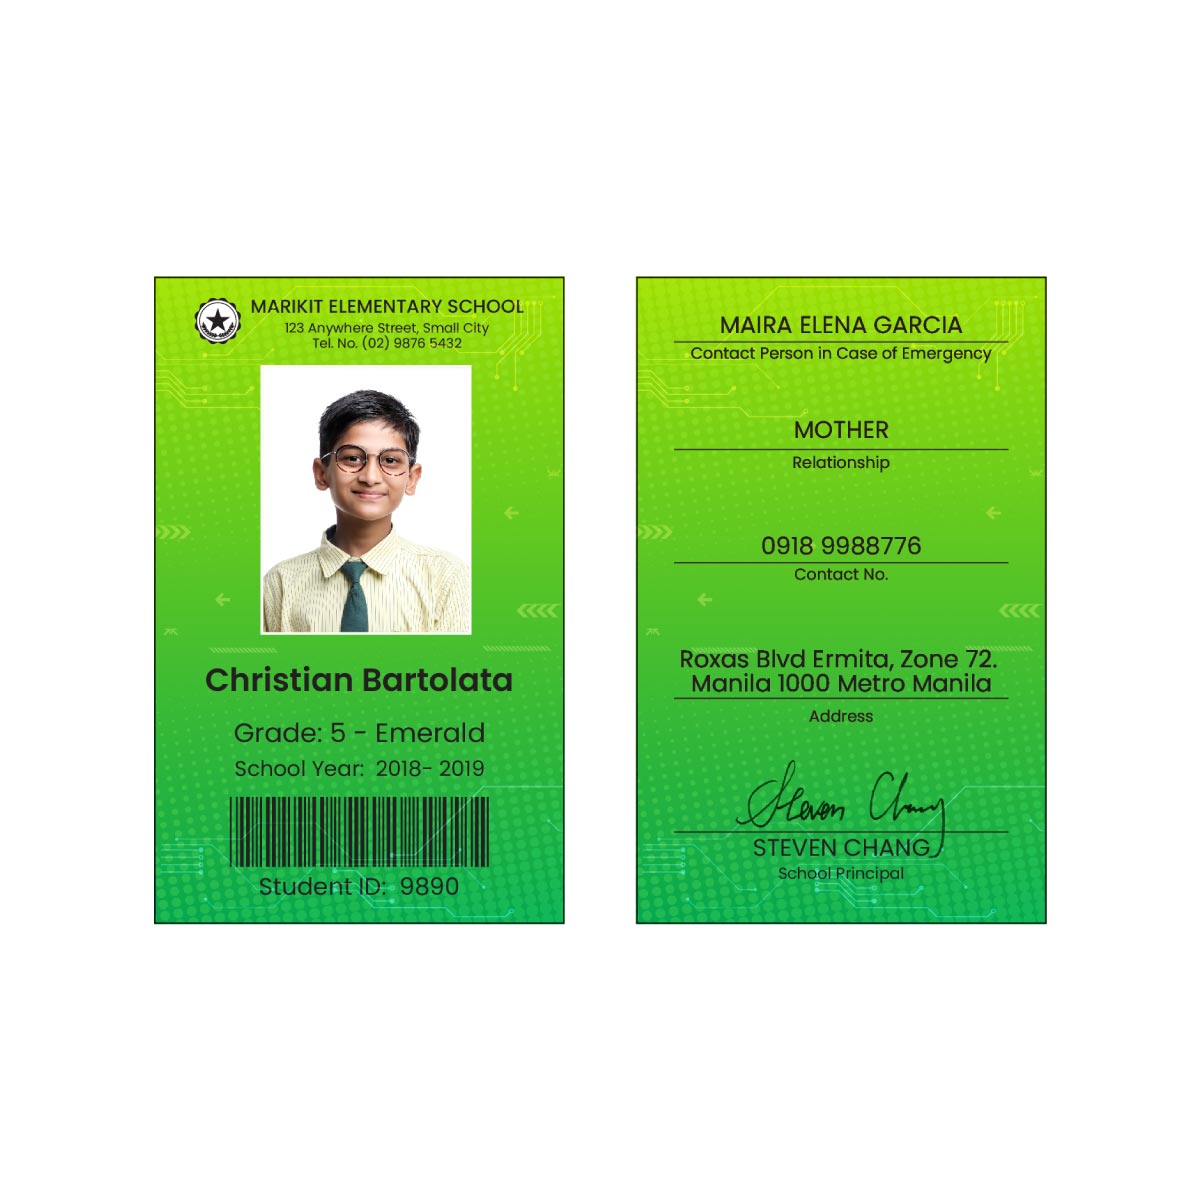 MARIKIT ELEMENTARY SCHOOL
123 Anywhere Street, Small City
Tel. No. (02) 9876 5432
Christian Bartolata
Grade: 5 - Emerald
School Year: 2018- 2019
Student ID: 9890
MAIRA ELENA GARCIA
Contact Person in Case of Emergency
MOTHER
Relationship
0918 9988776
Contact No.
Roxas Blvd Ermita, Zone 72.
Manila 1000 Metro Manila
Address
Steven Chang
STEVEN CHANG
School Principal